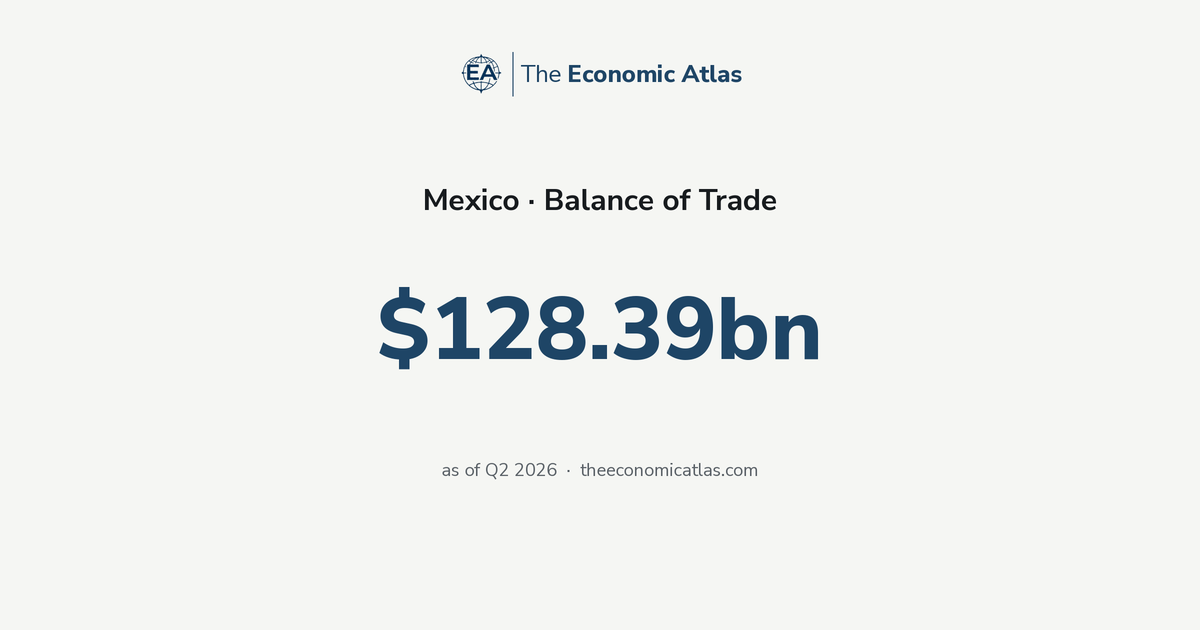 EA The Economic Atlas
Mexico · Balance of Trade
$128.39bn
as of Q2 2026 · theeconomicatlas.com